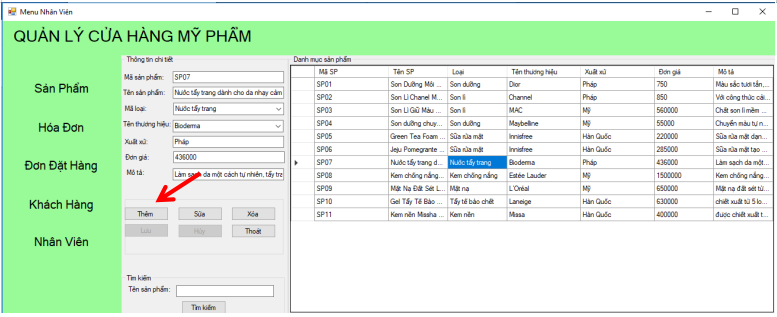 Menu Nhân Viên
QUẢN LÝ CỬA HÀNG MỸ PHẨM
Sản Phẩm
Hóa Đơn
Đơn Đặt Hàng
Khách Hàng
Nhân Viên
Thông tin chi tiết
Mã sản phẩm: SP07
Tên sản phẩm: Nước tẩy trang dành cho da nhạy cảm
Mã loại: Nước tẩy trang
Tên thương hiệu: Bioderma
Xuất xứ: Pháp
Đơn giá: 436000
Mô tả: Làm sạch da một cách tự nhiên, tẩy tra
Thêm Sửa Xóa
Lưu Hủy Thoát
Tìm kiếm
Tên sản phẩm:
Tìm kiếm
Danh mục sản phẩm
Mã SP Tên SP Loại Tên thương hiệu Xuất xứ Đơn giá Mô tả
SP01 Son Dưỡng Môi ... Son dưỡng Dior Pháp 750 Màu sắc tươi tắn,...
SP02 Son Lì Chanel M... Son lì Channel Pháp 850 Với công thức cải...
SP03 Son Lì Giữ Màu ... Son lì MAC Mỹ 560000 Chất son lì mềm ...
SP04 Son dưỡng chuy... Son dưỡng Maybelline Mỹ 55000 Chuyển màu tự n...
SP05 Green Tea Foam ... Sữa rửa mặt Innisfree Hàn Quốc 220000 Sữa rửa mặt dạn...
SP06 Jeju Pomegrante ... Sữa rửa mặt Innisfree Hàn Quốc 285000 Sữa rửa mặt tạo ...
SP07 Nước tẩy trang d... Nước tẩy trang Bioderma Pháp 436000 Làm sạch da một...
SP08 Kem chống nắng... Kem chống nắng Estée Lauder Mỹ 1500000 Kem chống nắng...
SP09 Mặt Nạ Đất Sét L... Mặt nạ L'Oréal Mỹ 650000 Mặt nạ đất sét từ...
SP10 Gel Tẩy Tế Bào ... Tẩy tế bào chết Laneige Hàn Quốc 630000 chiết xuất từ 5 lo...
SP11 Kem nền Missha ... Kem nền Missa Hàn Quốc 400000 được chiết xuất t...